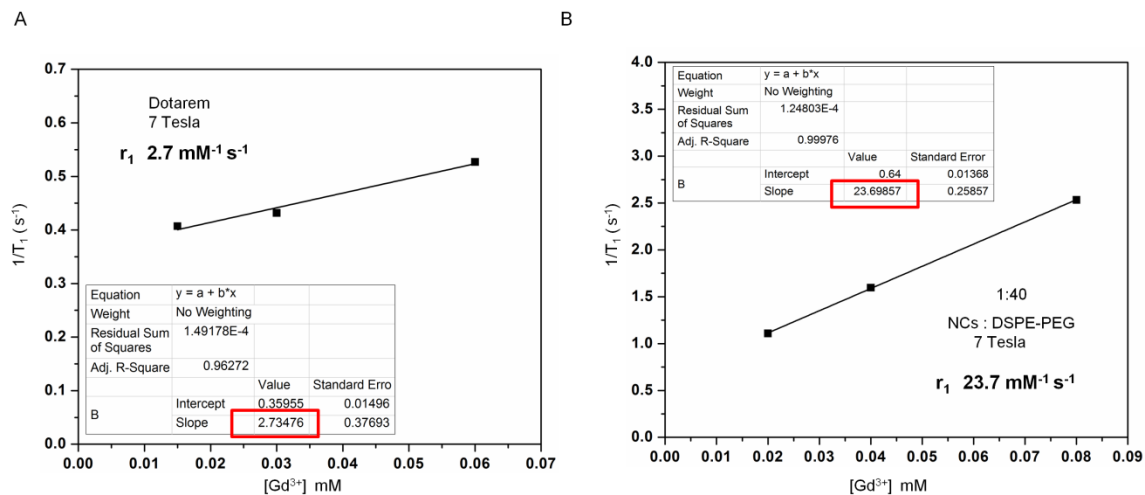 A
0.7
0.6
0.5
0.4
0.3
0.2
0.1
0.0
1/T₁ ( s⁻¹)
Dotarem
7 Tesla
r₁ 2.7 mM⁻¹ s⁻¹
Equation y = a + b*x
Weight No Weighting
Residual Sum of Squares 1.49178E-4
Adj. R-Square 0.96272
Value Standard Erro
B Intercept 0.35955 0.01496
Slope 2.73476 0.37693
0.00 0.01 0.02 0.03 0.04 0.05 0.06 0.07
[Gd³⁺] mM
B
4.0
3.5
3.0
2.5
2.0
1.5
1.0
0.5
0.0
1/T₁ ( s⁻¹)
Equation y = a + b*x
Weight No Weighting
Residual Sum of Squares 1.24803E-4
Adj. R-Square 0.99976
Value Standard Error
B Intercept 0.64 0.01368
Slope 23.69857 0.25857
1:40
NCs : DSPE-PEG
7 Tesla
r₁ 23.7 mM⁻¹ s⁻¹
0.00 0.01 0.02 0.03 0.04 0.05 0.06 0.07 0.08 0.09
[Gd³⁺] mM